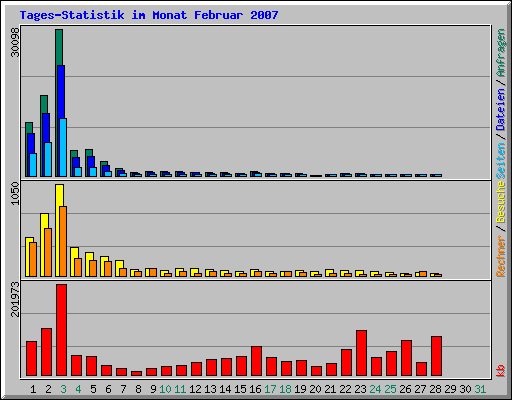 Tages-Statistik im Monat Februar 2007
30098
1050
201973
Rechner / Besuche Seiten / Dateien / Anfragen
kb
1 2 3 4 5 6 7 8 9 10 11 12 13 14 15 16 17 18 19 20 21 22 23 24 25 26 27 28 29 30 31